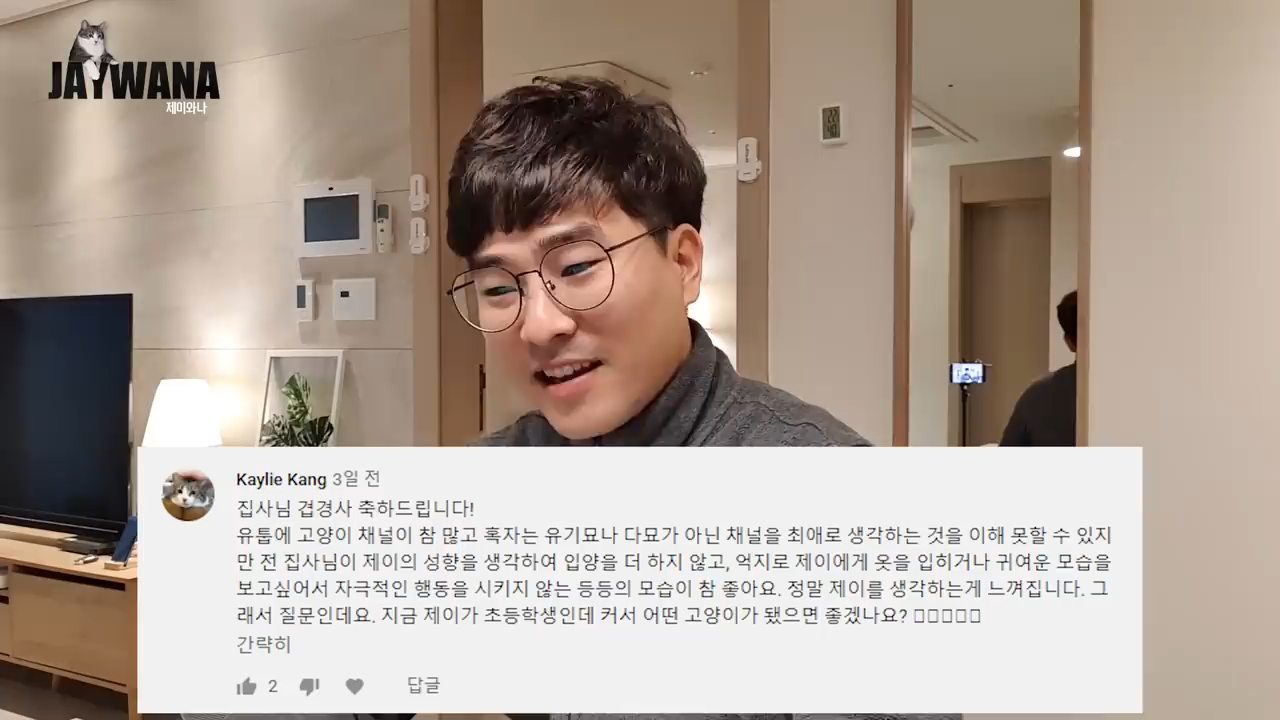 JAYWANA
제이와나
22
40
Kaylie Kang 3일 전
집사님 겹경사 축하드립니다!
유튭에 고양이 채널이 참 많고 혹자는 유기묘나 다묘가 아닌 채널을 최애로 생각하는 것을 이해 못할 수 있지
만 전 집사님이 제이의 성향을 생각하여 입양을 더 하지 않고, 억지로 제이에게 옷을 입히거나 귀여운 모습을
보고싶어서 자극적인 행동을 시키지 않는 등등의 모습이 참 좋아요. 정말 제이를 생각하는게 느껴집니다. 그
래서 질문인데요. 지금 제이가 초등학생인데 커서 어떤 고양이가 됐으면 좋겠나요? □□□□□
간략히
2 답글